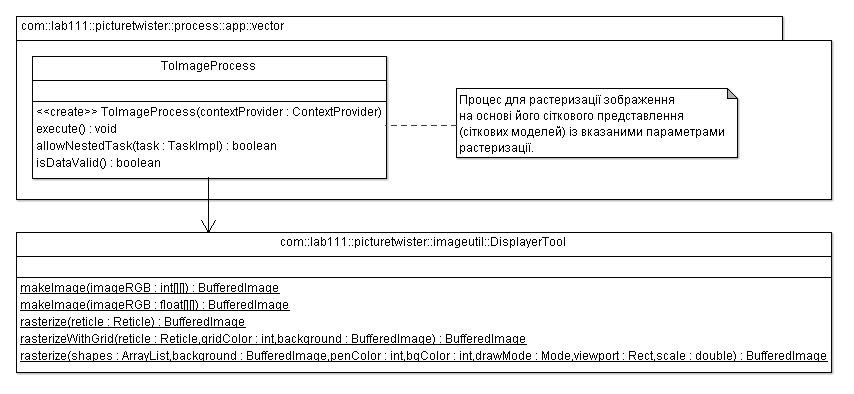 com::lab111::picturetwister::process::app::vector
ToImageProcess
<<create>> ToImageProcess(contextProvider : ContextProvider)
execute() : void
allowNestedTask(task : TaskImpl) : boolean
isDataValid() : boolean
Процес для растеризації зображення
на основі його сіткового представлення
(сіткових моделей) із вказаними параметрами
растеризації.
com::lab111::picturetwister::imageutil::DisplayerTool
makeImage(imageRGB : int[][]) : BufferedImage
makeImage(imageRGB : float[][]) : BufferedImage
rasterize(reticle : Reticle) : BufferedImage
rasterizeWithGrid(reticle : Reticle,gridColor : int,background : BufferedImage) : BufferedImage
rasterize(shapes : ArrayList,background : BufferedImage,penColor : int,bgColor : int,drawMode : Mode,viewport : Rect,scale : double) : BufferedImage